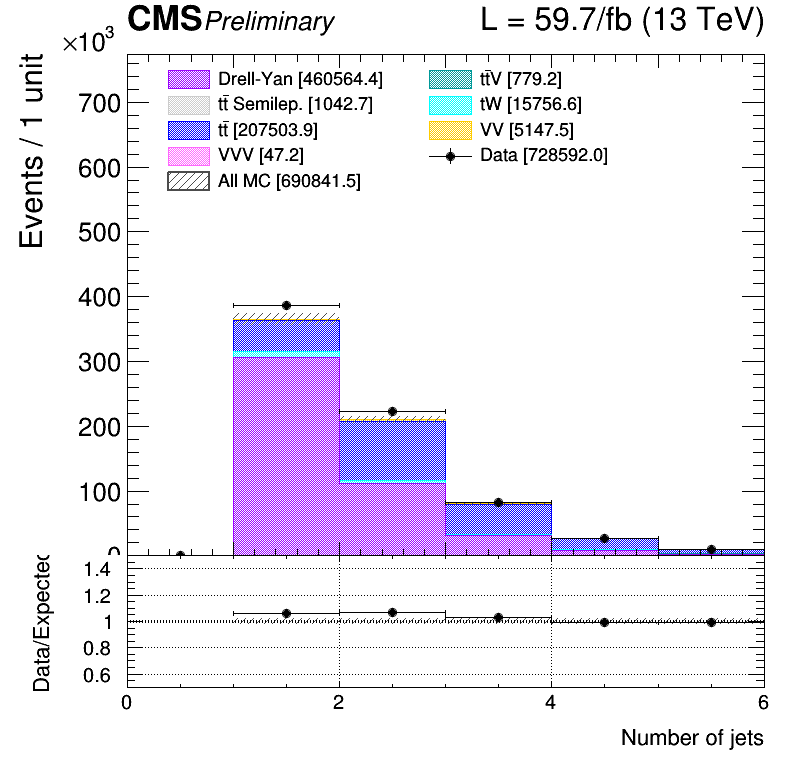 CMS Preliminary L = 59.7/fb (13 TeV)
×10³
Events / 1 unit
Drell-Yan [460564.4]
tt̄ Semilep. [1042.7]
tt̄ [207503.9]
VVV [47.2]
All MC [690841.5]
tt̄V [779.2]
tW [15756.6]
VV [5147.5]
Data [728592.0]
700
600
500
400
300
200
100
0
Data/Expected
1.4
1.2
1
0.8
0.6
0 2 4 6
Number of jets